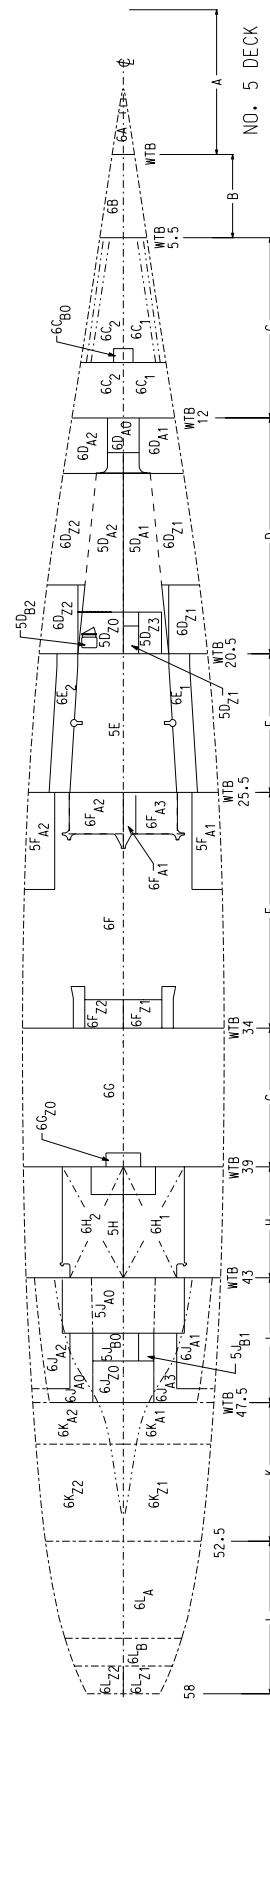 NO. 5 DECK
A
B
℄
6A
WTB
6B
WTB
5.5
6CB0
6C2
6C1
6C2
6C1
WTB
12
6DA2
6DA0
6DA1
6DZ2
5DA2
5DA1
6DZ1
5DB2
6DZ2
5DZ0
5DZ3
6DZ1
5DZ1
WTB
20.5
6E2
5E
6E1
WTB
25.5
5FA2
6FA2
6FA3
5FA1
6FA1
6F
6FZ2
6FZ1
WTB
34
6G
6GZ0
WTB
39
6H2
5H
6H1
WTB
43
6JA2
5JA0
6JA1
5JB0
5JB1
6JA0
6JZ0
6JA3
WTB
47.5
6KA2
6KA1
6KZ2
6KZ1
52.5
6LA
6LB
6LZ2
6LZ1
58